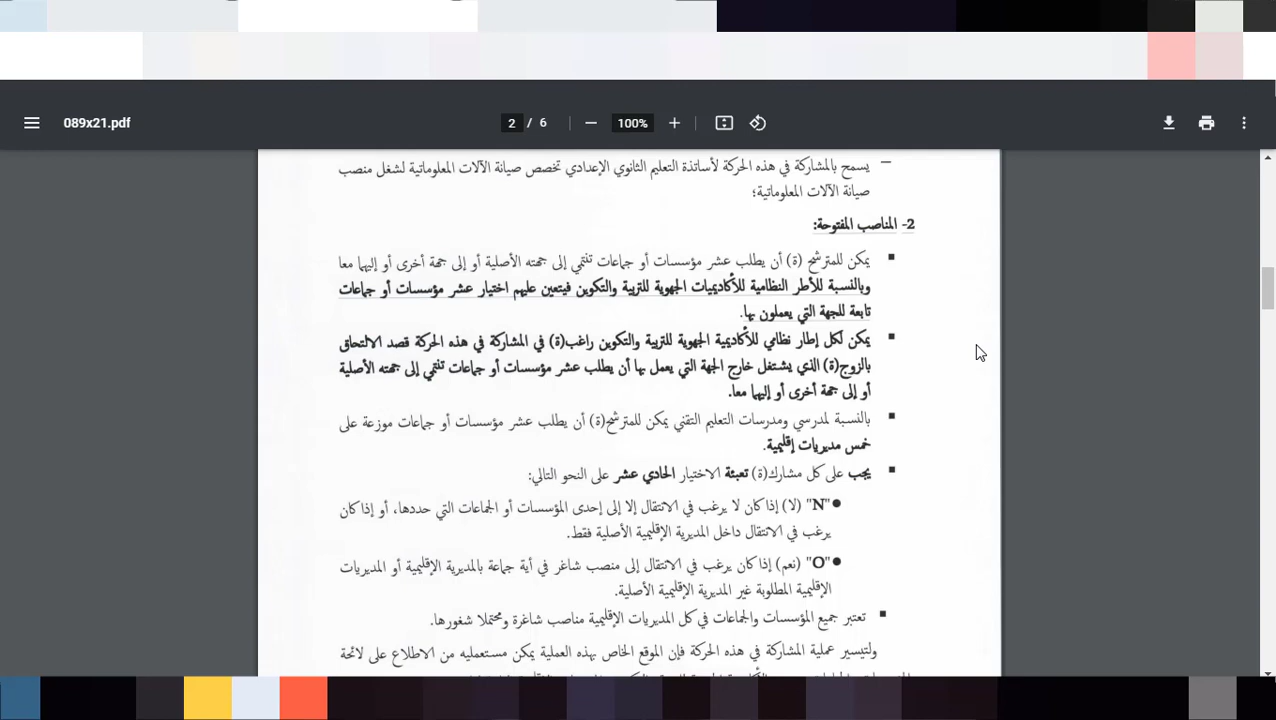 089x21.pdf
2 / 6
100%
– يسمح بالمشاركة في هذه الحركة لأساتذة التعليم الثانوي الإعدادي تخصص صيانة الآلات المعلوماتية لشغل منصب
صيانة الآلات المعلوماتية؛
2- المناصب المفتوحة:
▪ يمكن للمترشح (ة) أن يطلب عشر مؤسسات أو جماعات تنتمي إلى جهته الأصلية أو إلى جهة أخرى أو إليهما معا
وبالنسبة للأطر النظامية للأكاديميات الجهوية للتربية والتكوين فيتعين عليهم اختيار عشر مؤسسات أو جماعات
تابعة للجهة التي يعملون بها.
▪ يمكن لكل إطار نظامي للأكاديمية الجهوية للتربية والتكوين راغب(ة) في المشاركة في هذه الحركة قصد الالتحاق
بالزوج(ة) الذي يشتغل خارج الجهة التي يعمل بها أن يطلب عشر مؤسسات أو جماعات تنتمي إلى جهته الأصلية
أو إلى جهة أخرى أو إليهما معا.
▪ بالنسبة لمدرسي ومدرسات التعليم التقني يمكن للمترشح(ة) أن يطلب عشر مؤسسات أو جماعات موزعة على
خمس مديريات إقليمية.
▪ يجب على كل مشارك(ة) تعبئة الاختيار الحادي عشر على النحو التالي:
● "N" (لا) إذا كان لا يرغب في الانتقال إلا إلى إحدى المؤسسات أو الجماعات التي حددها، أو إذا كان
يرغب في الانتقال داخل المديرية الإقليمية الأصلية فقط.
● "O" (نعم) إذا كان يرغب في الانتقال إلى منصب شاغر في أية جماعة بالمديرية الإقليمية أو المديريات
الإقليمية المطلوبة غير المديرية الإقليمية الأصلية.
▪ تعتبر جميع المؤسسات والجماعات في كل المديريات الإقليمية مناصب شاغرة ومحتملا شغورها.
ولتيسير عملية المشاركة في هذه الحركة فإن الموقع الخاص بهذه العملية يمكن مستعمليه من الاطلاع على لائحة